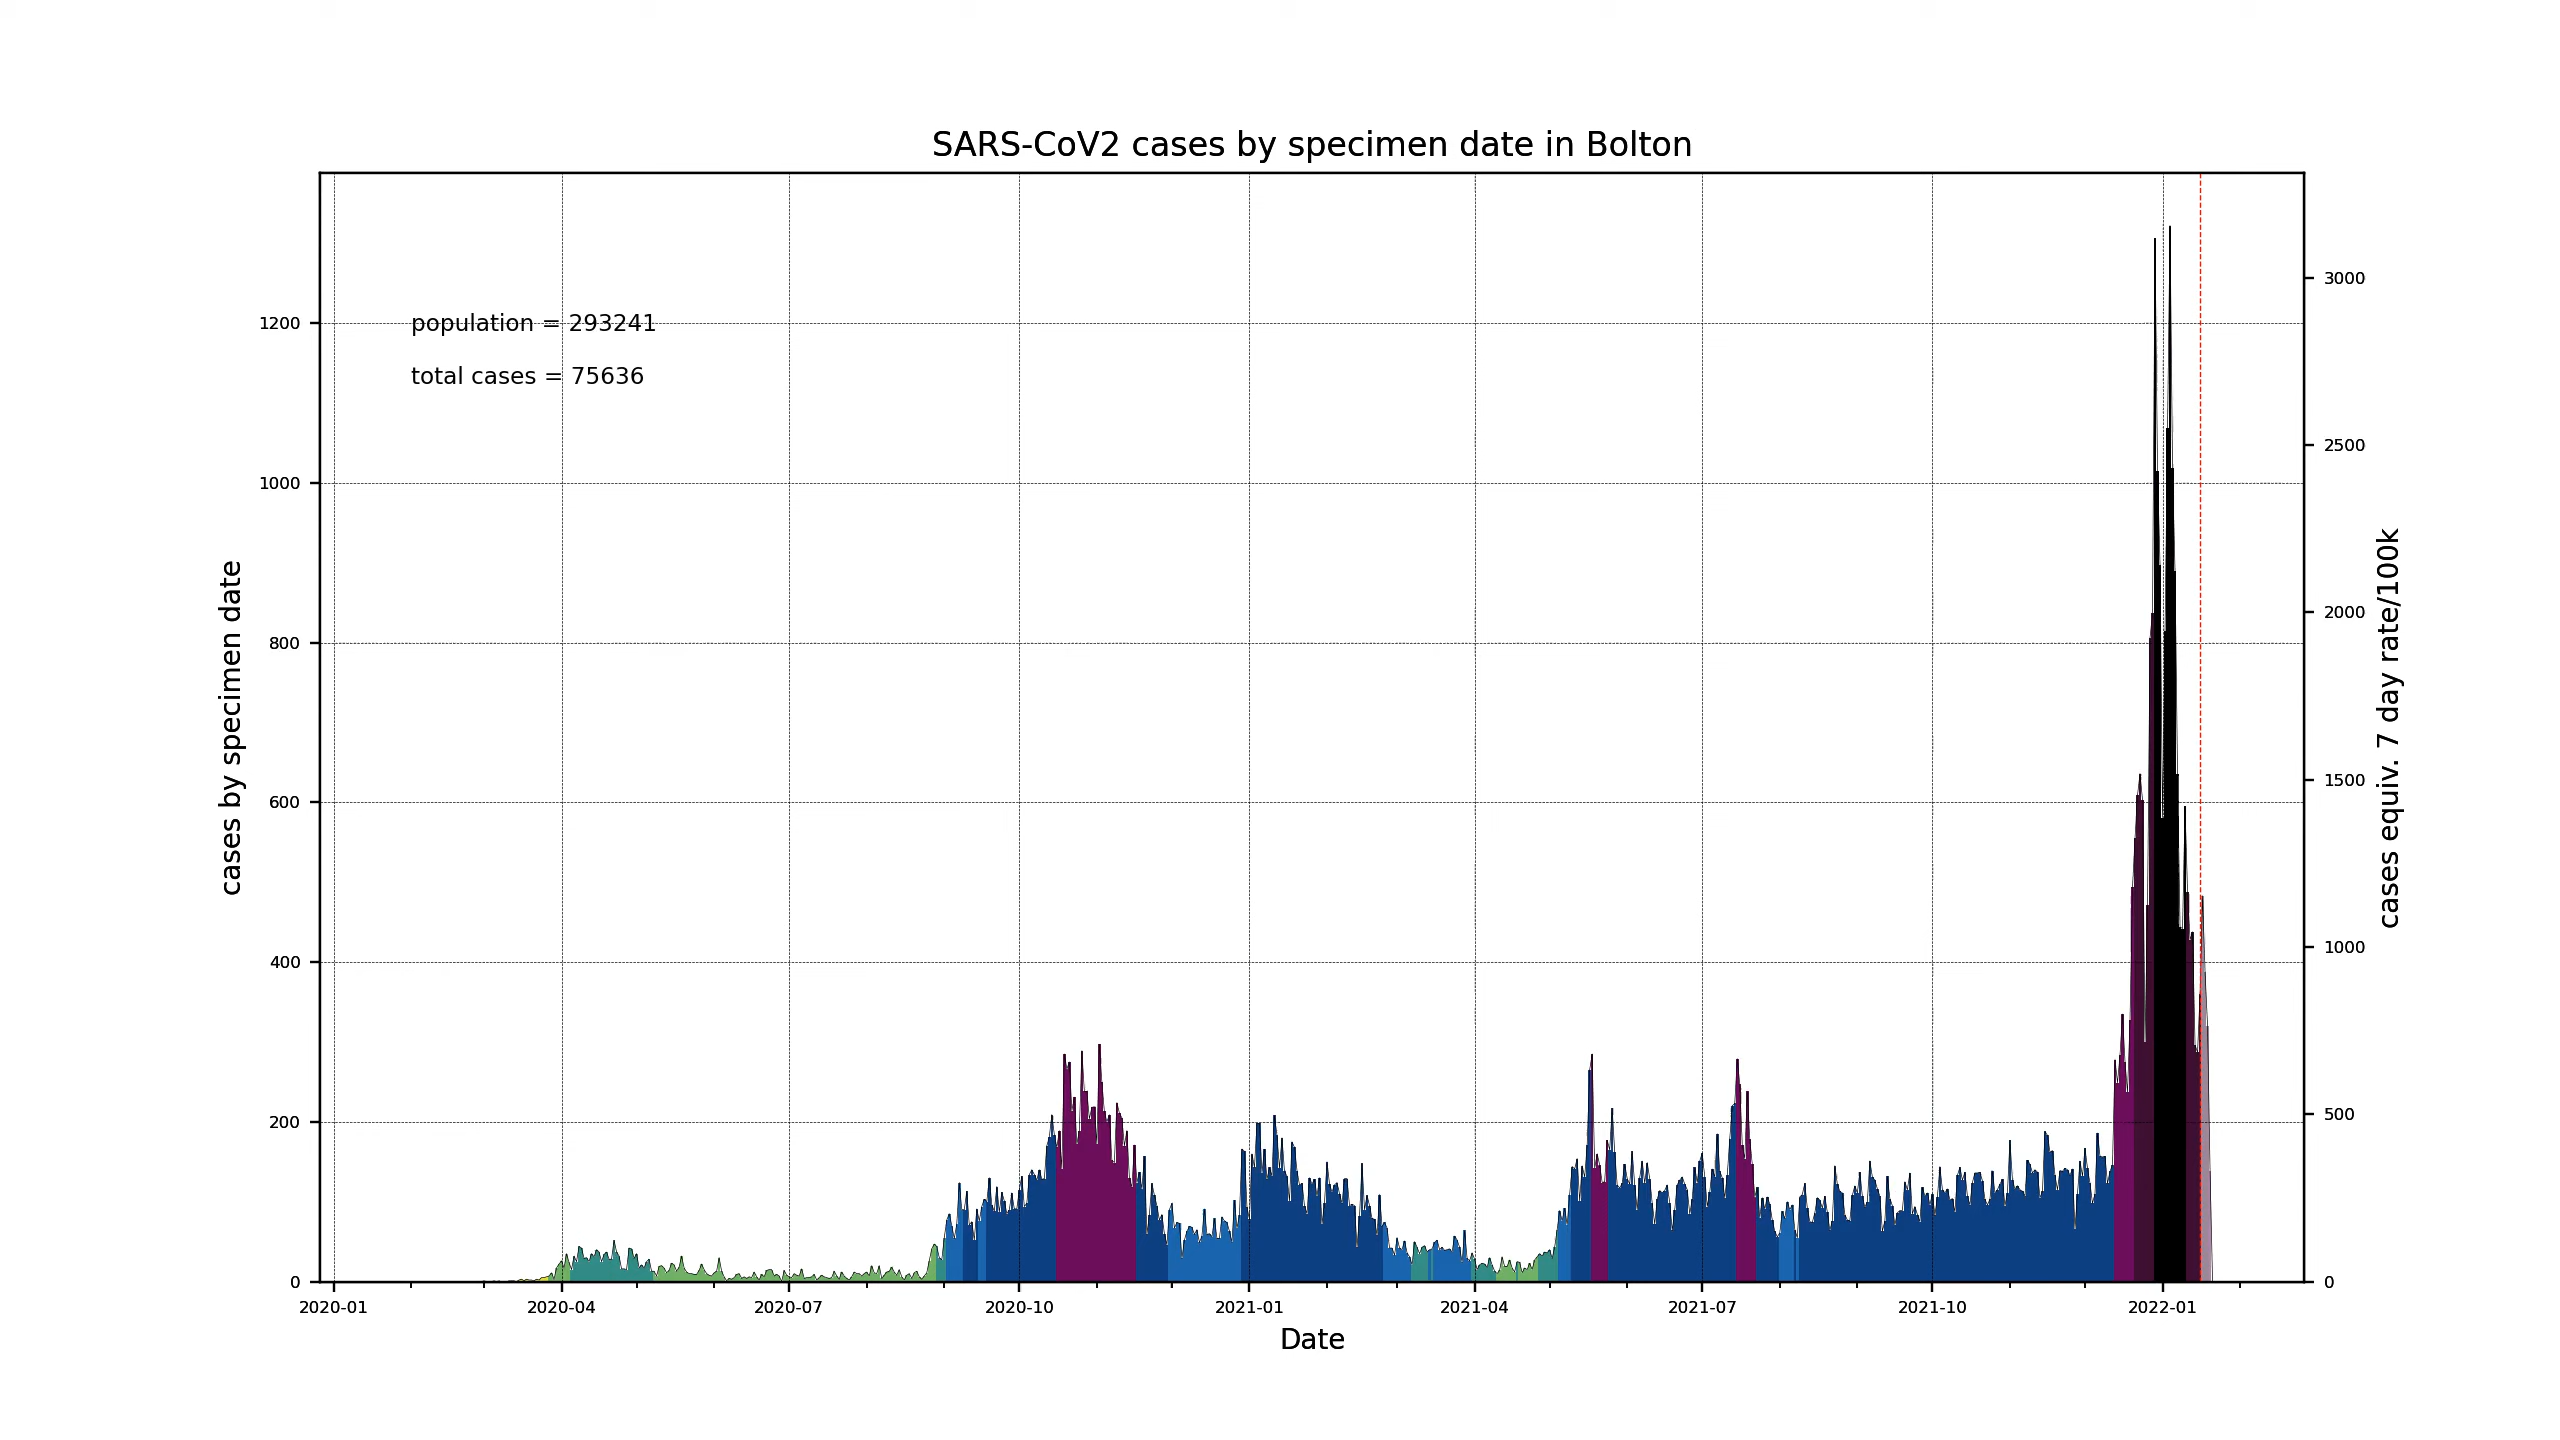 SARS-CoV2 cases by specimen date in Bolton
population = 293241
total cases = 75636
cases by specimen date
1200
1000
800
600
400
200
0
3000
2500
2000
1500
1000
500
0
cases equiv. 7 day rate/100k
2020-01 2020-04 2020-07 2020-10 2021-01 2021-04 2021-07 2021-10 2022-01
Date